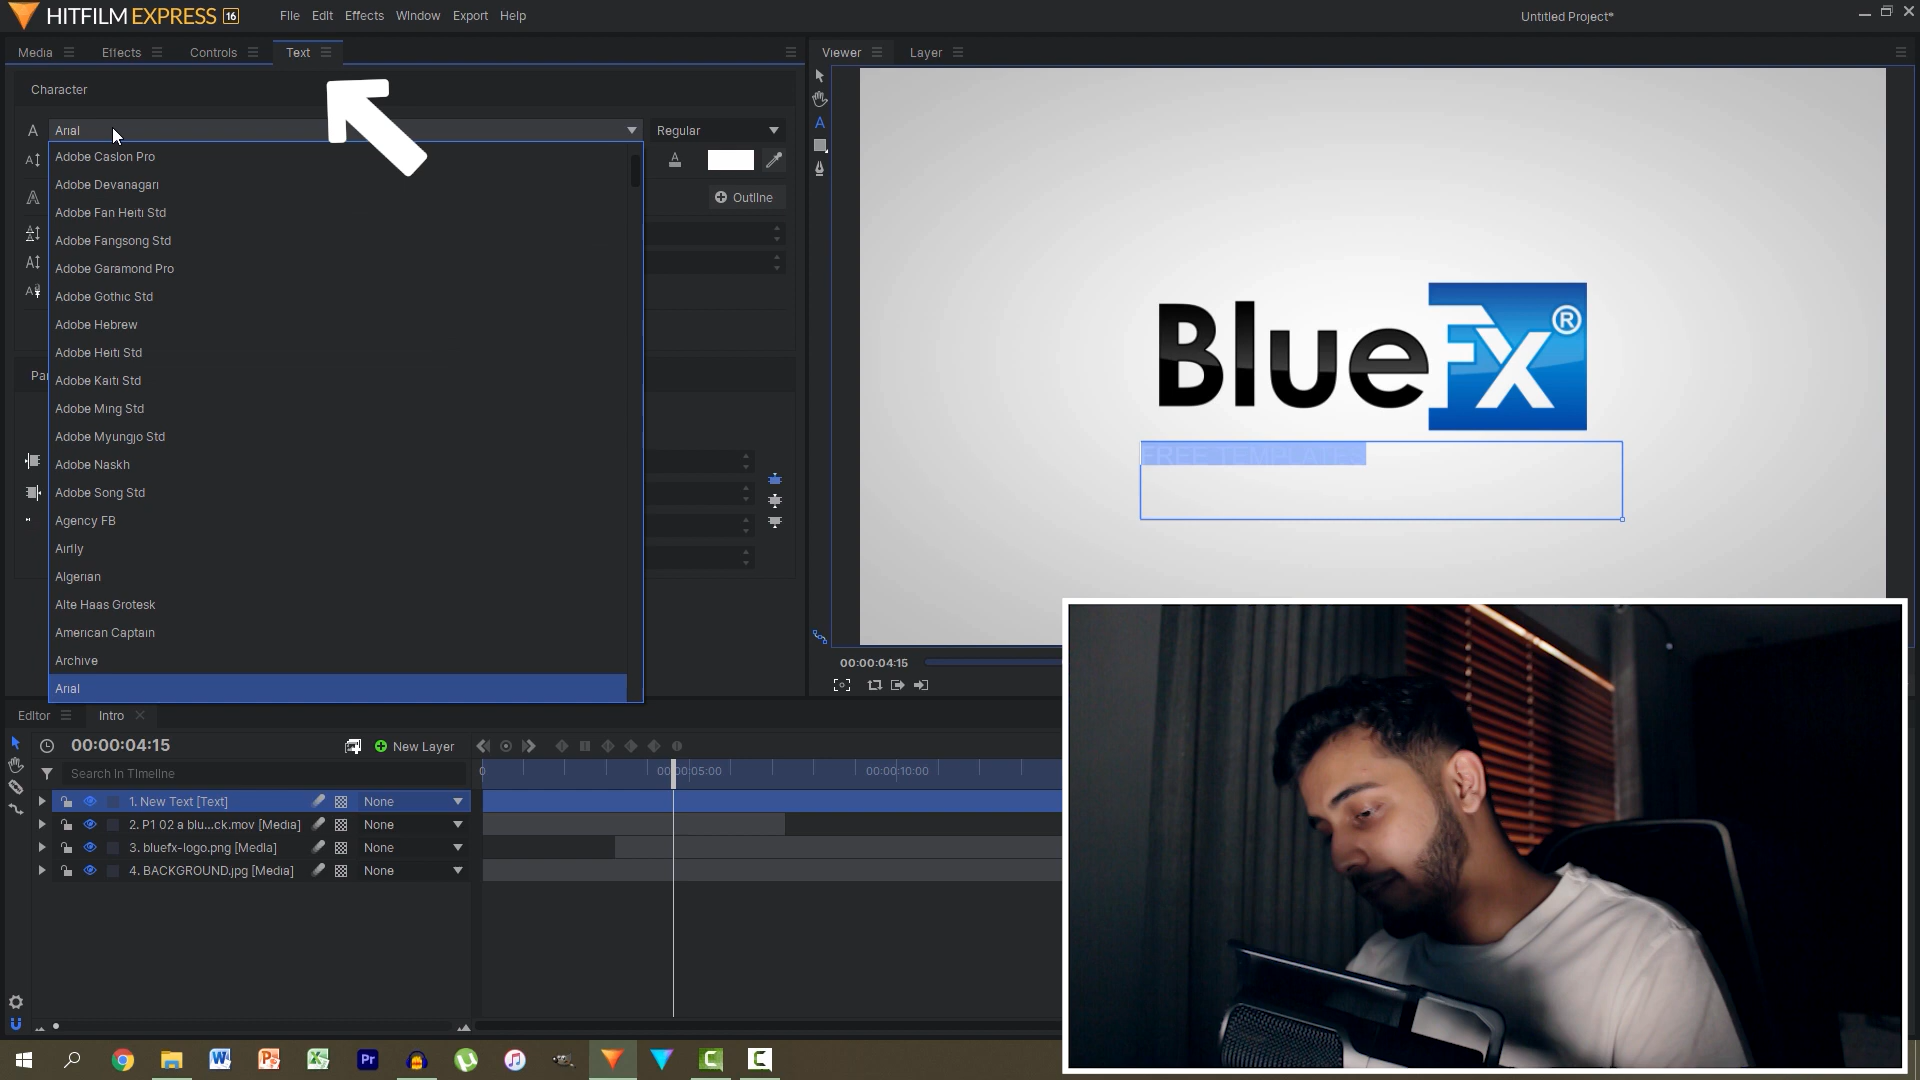 HITFILM EXPRESS 16
File Edit Effects Window Export Help
Untitled Project*
Media Effects Controls Text
Viewer Layer
Character
Arial Regular
Adobe Caslon Pro
Adobe Devanagari
Adobe Fan Heiti Std
Adobe Fangsong Std
Adobe Garamond Pro
Adobe Gothic Std
Adobe Hebrew
Adobe Heiti Std
Adobe Kaiti Std
Adobe Ming Std
Adobe Myungjo Std
Adobe Naskh
Adobe Song Std
Agency FB
Airfly
Algerian
Alte Haas Grotesk
American Captain
Archive
Arial
Outline
BlueFx®
FREE TEMPLATES
00:00:04:15
Editor Intro
00:00:04:15
New Layer
Search in Timeline
0 00:00:05:00 00:00:10:00
1. New Text [Text] None
2. P1 02 a blu...ck.mov [Media] None
3. bluefx-logo.png [Media] None
4. BACKGROUND.jpg [Media] None